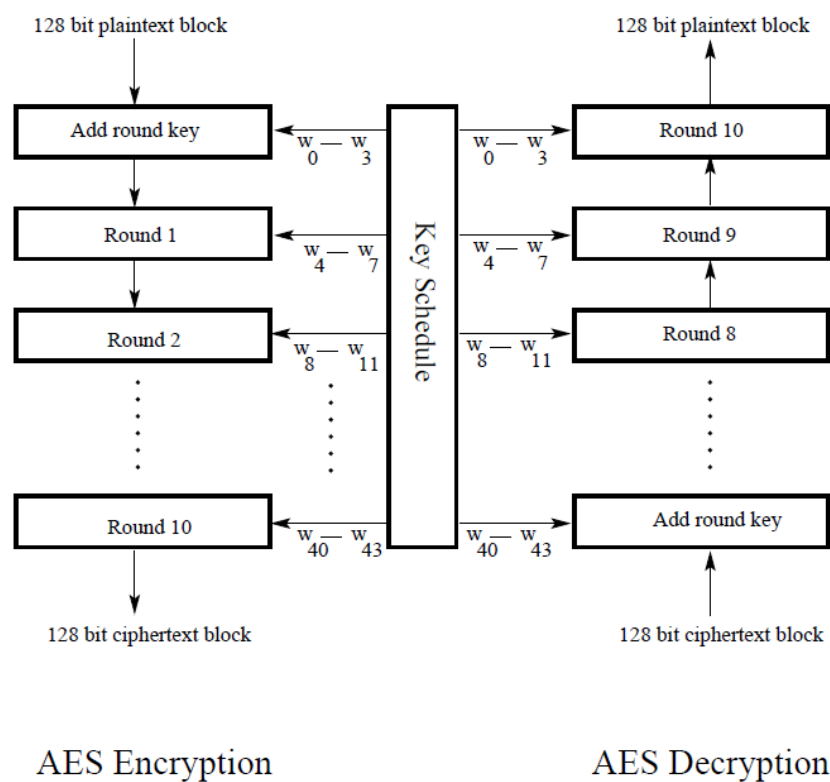 128 bit plaintext block
128 bit plaintext block
Add round key
w0 — w3
w0 — w3
Round 10
Round 1
w4 — w7
Key Schedule
w4 — w7
Round 9
Round 2
w8 — w11
w8 — w11
Round 8
Round 10
w40 — w43
w40 — w43
Add round key
128 bit ciphertext block
128 bit ciphertext block
AES Encryption
AES Decryption